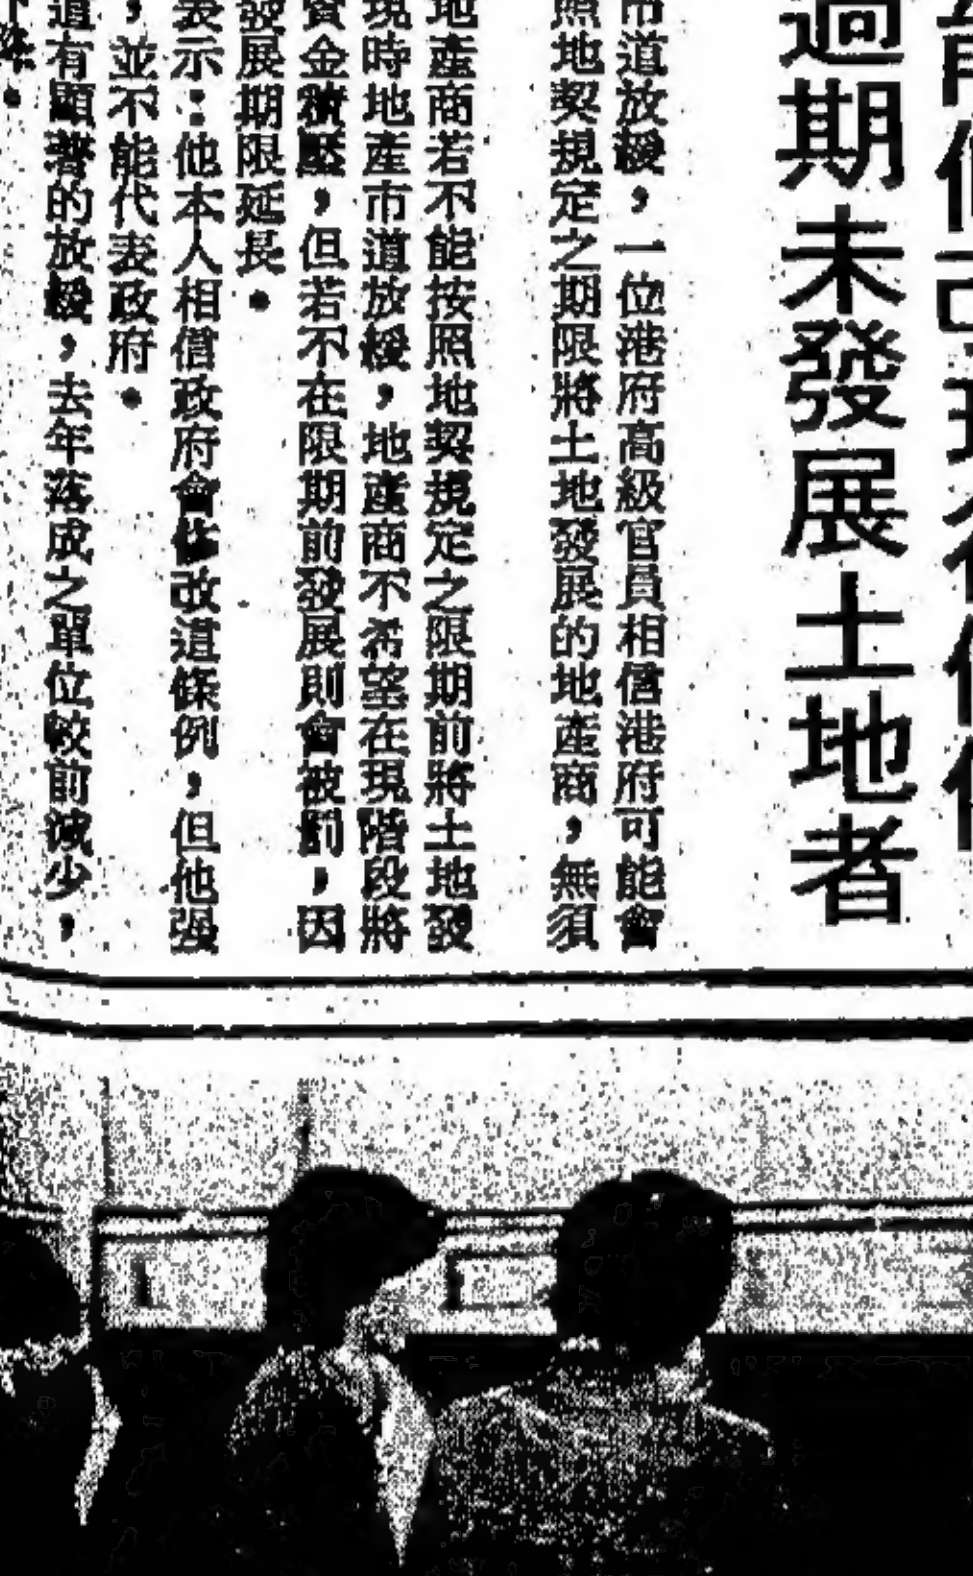 過期未發展土地者
市道放緩，一位港府高級官員相信港府可能會
照地契規定之期限將土地發展的地產商，無須
地產商若不能按照地契規定之限期前將土地發
現時地產市道放緩，地產商不希望在現階段將
資金積壓，但若不在限期前發展則會被罰，因
發展期限延長．
表示：他本人相信政府會修改這條例，但他强
，並不能代表政府．
道有顯著的放緩，去年落成之單位較前減少，